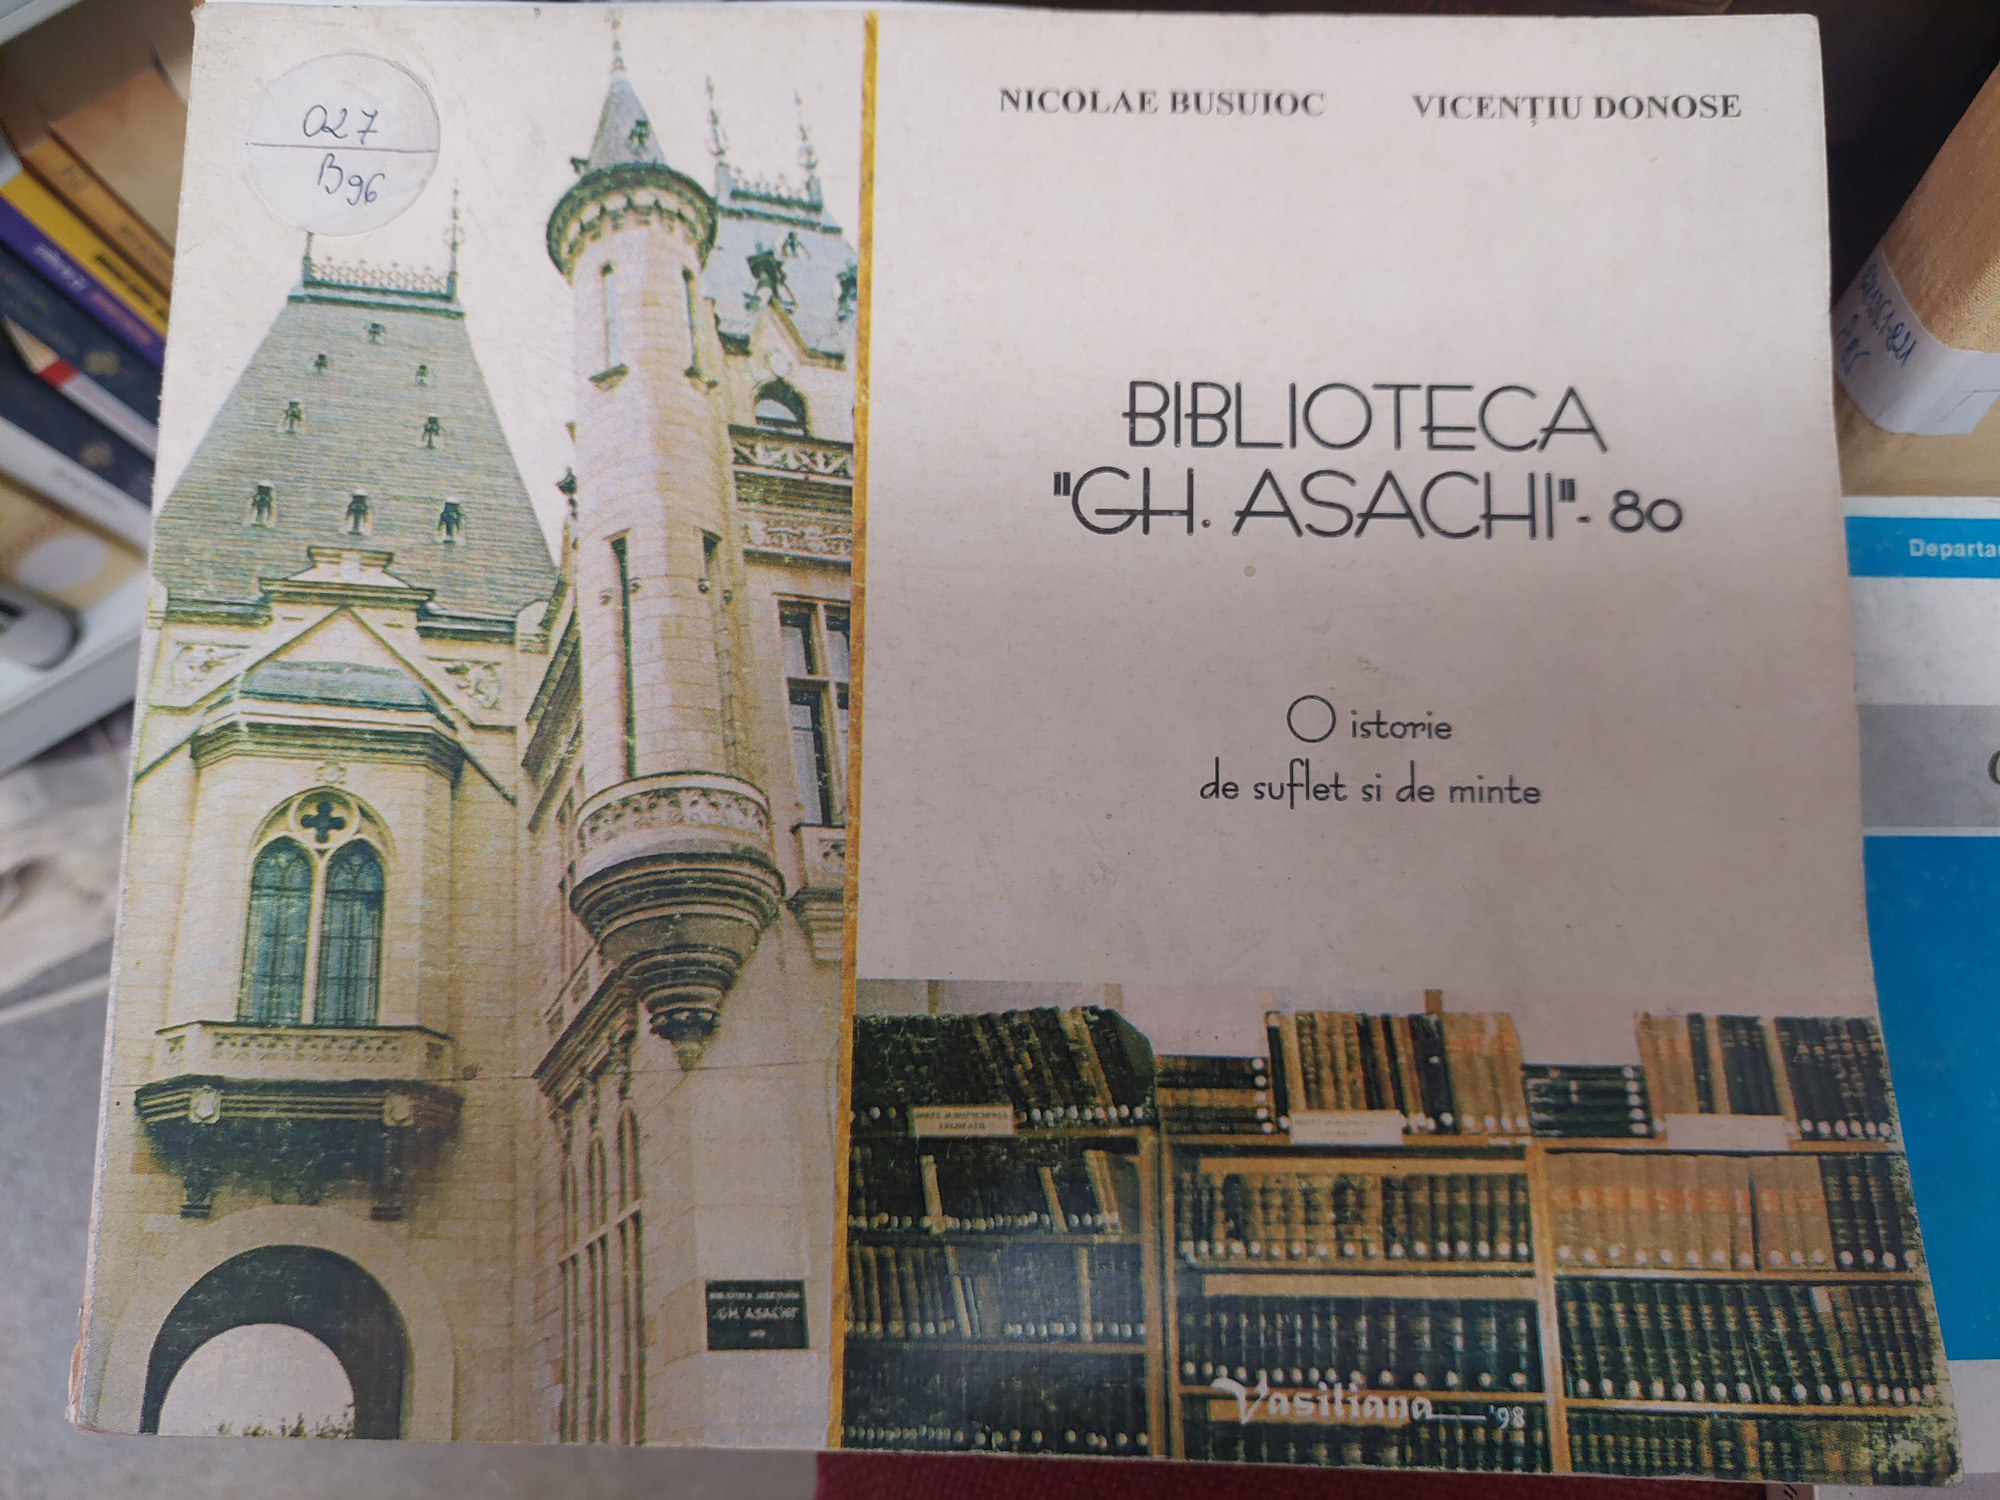 027
B96
NICOLAE BUSUIOC VICENȚIU DONOSE
BIBLIOTECA
"GH. ASACHI"- 80
O istorie
de suflet si de minte
"GH. ASACHI"
Vasiliana '98
Departa